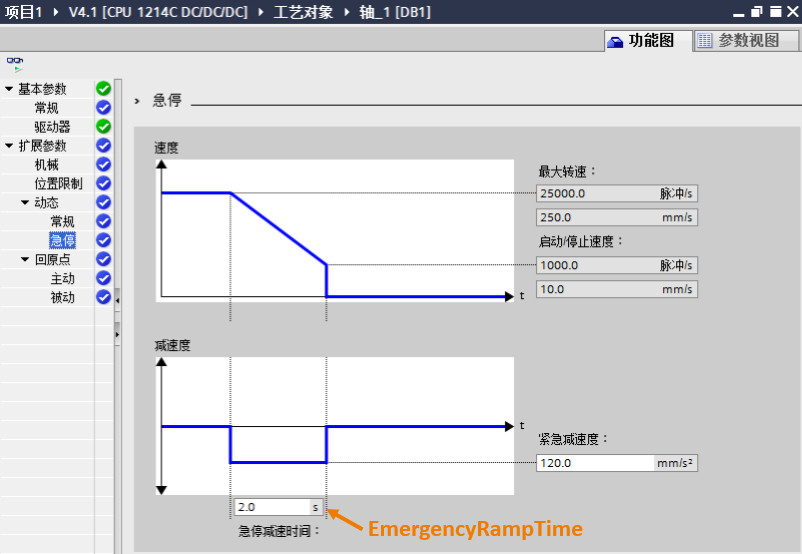 项目1 ▸ V4.1 [CPU 1214C DC/DC/DC] ▸ 工艺对象 ▸ 轴_1 [DB1]
功能图 参数视图
基本参数
常规
驱动器
扩展参数
机械
位置限制
动态
常规
急停
回原点
主动
被动
急停
速度
最大转速：
25000.0 脉冲/s
250.0 mm/s
启动/停止速度：
1000.0 脉冲/s
10.0 mm/s
t
减速度
t
紧急减速度：
120.0 mm/s²
2.0 s
急停减速时间：
EmergencyRampTime